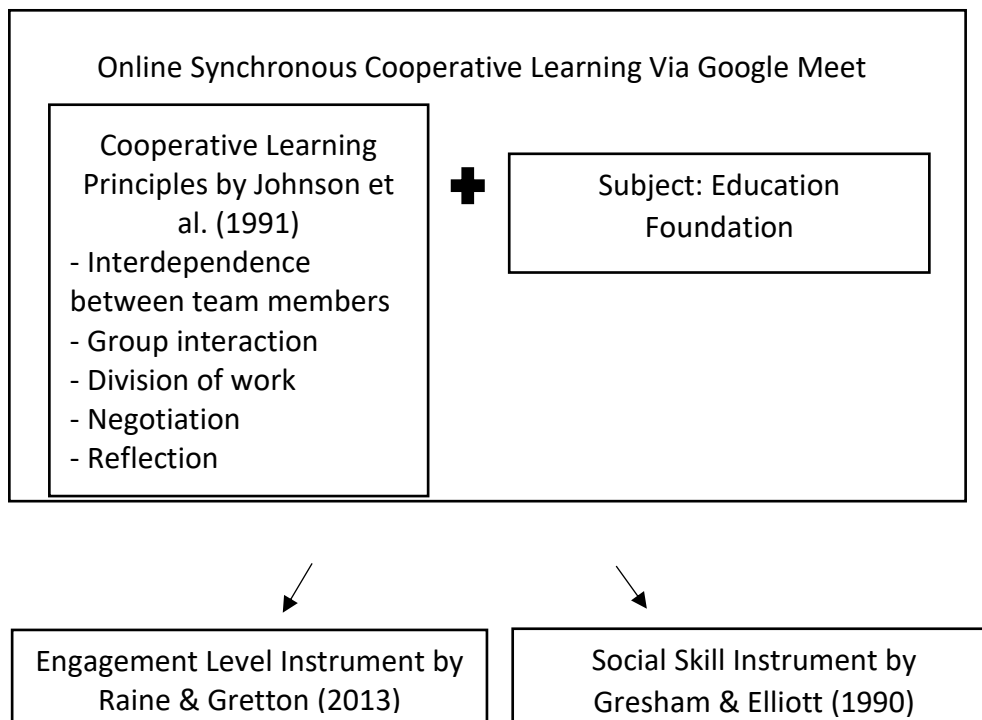 Online Synchronous Cooperative Learning Via Google Meet
Cooperative Learning
Principles by Johnson et
al. (1991)
- Interdependence
between team members
- Group interaction
- Division of work
- Negotiation
- Reflection
Subject: Education
Foundation
Engagement Level Instrument by
Raine & Gretton (2013)
Social Skill Instrument by
Gresham & Elliott (1990)